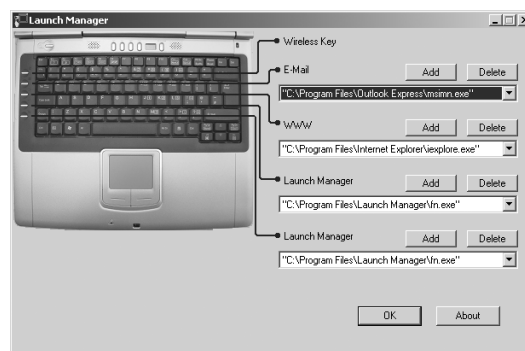 Launch Manager
Wireless Key
E-Mail
Add Delete
"C:\Program Files\Outlook Express\msimn.exe"
WWW
Add Delete
"C:\Program Files\Internet Explorer\iexplore.exe"
Launch Manager
Add Delete
"C:\Program Files\Launch Manager\fn.exe"
Launch Manager
Add Delete
"C:\Program Files\Launch Manager\fn.exe"
OK About